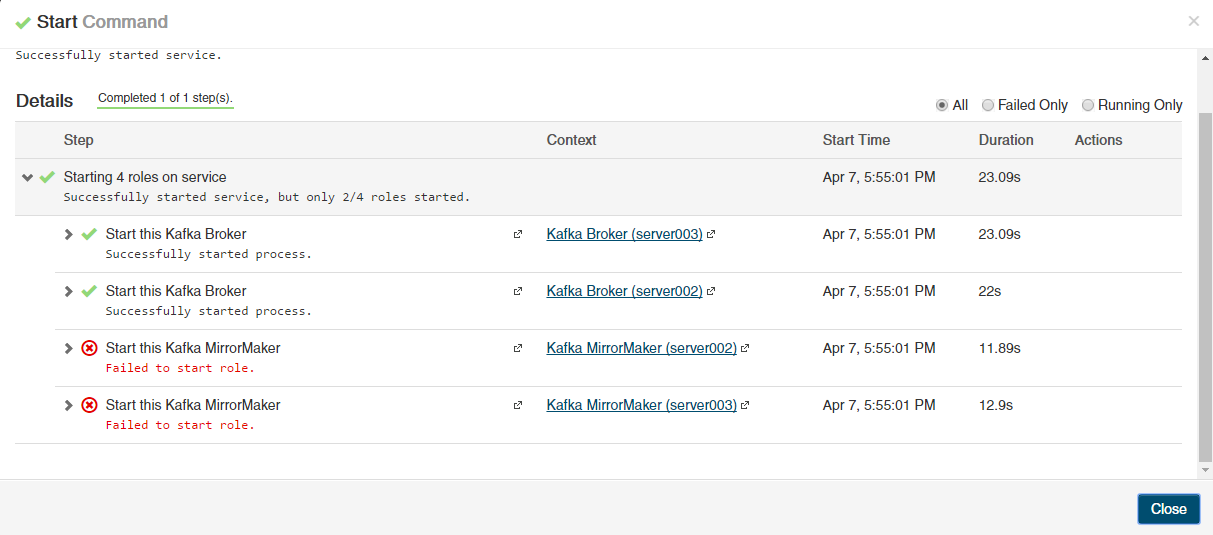 Start Command
Successfully started service.
Details Completed 1 of 1 step(s).
All Failed Only Running Only
Step Context Start Time Duration Actions
Starting 4 roles on service Apr 7, 5:55:01 PM 23.09s
Successfully started service, but only 2/4 roles started.
Start this Kafka Broker Kafka Broker (server003) Apr 7, 5:55:01 PM 23.09s
Successfully started process.
Start this Kafka Broker Kafka Broker (server002) Apr 7, 5:55:01 PM 22s
Successfully started process.
Start this Kafka MirrorMaker Kafka MirrorMaker (server002) Apr 7, 5:55:01 PM 11.89s
Failed to start role.
Start this Kafka MirrorMaker Kafka MirrorMaker (server003) Apr 7, 5:55:01 PM 12.9s
Failed to start role.
Close